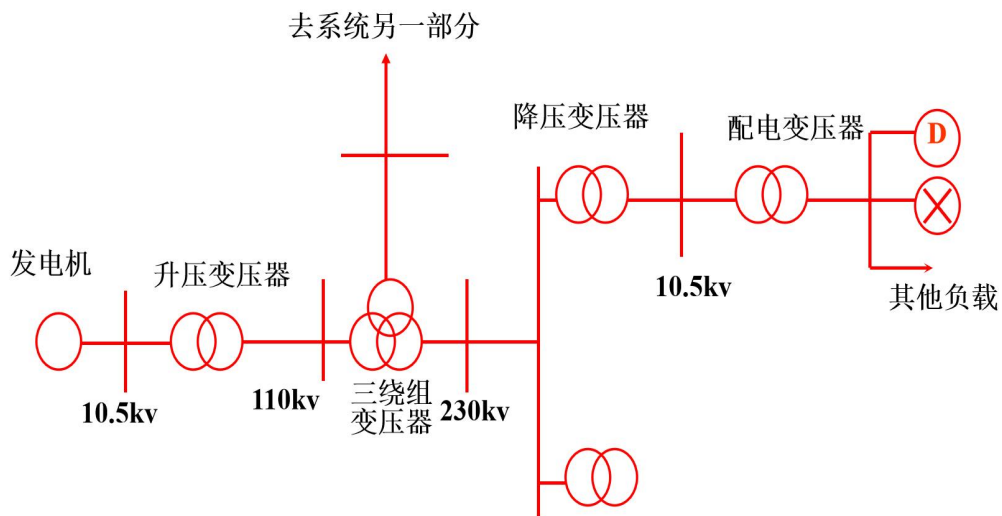 去系统另一部分
降压变压器
配电变压器
D
发电机
升压变压器
10.5kv
其他负载
10.5kv
110kv
三绕组
变压器
230kv